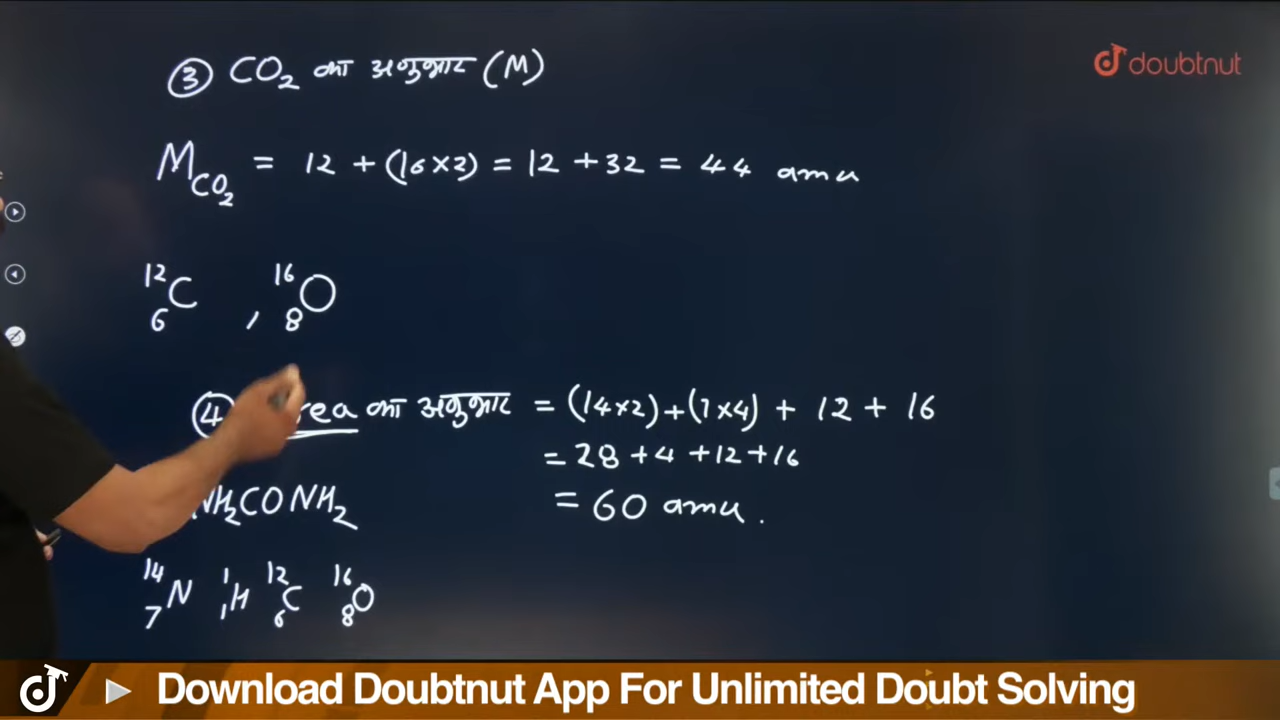 ③ CO₂ का अणुभार (M)
doubtnut
M_CO₂ = 12 + (16×2) = 12 + 32 = 44 amu
¹²₆C , ¹⁶₈O
④ rea का अणुभार = (14×2)+(1×4) + 12 + 16
= 28 + 4 + 12 + 16
= 60 amu.
NH₂CONH₂
¹⁴₇N ¹₁H ¹²₆C ¹⁶₈O
Download Doubtnut App For Unlimited Doubt Solving